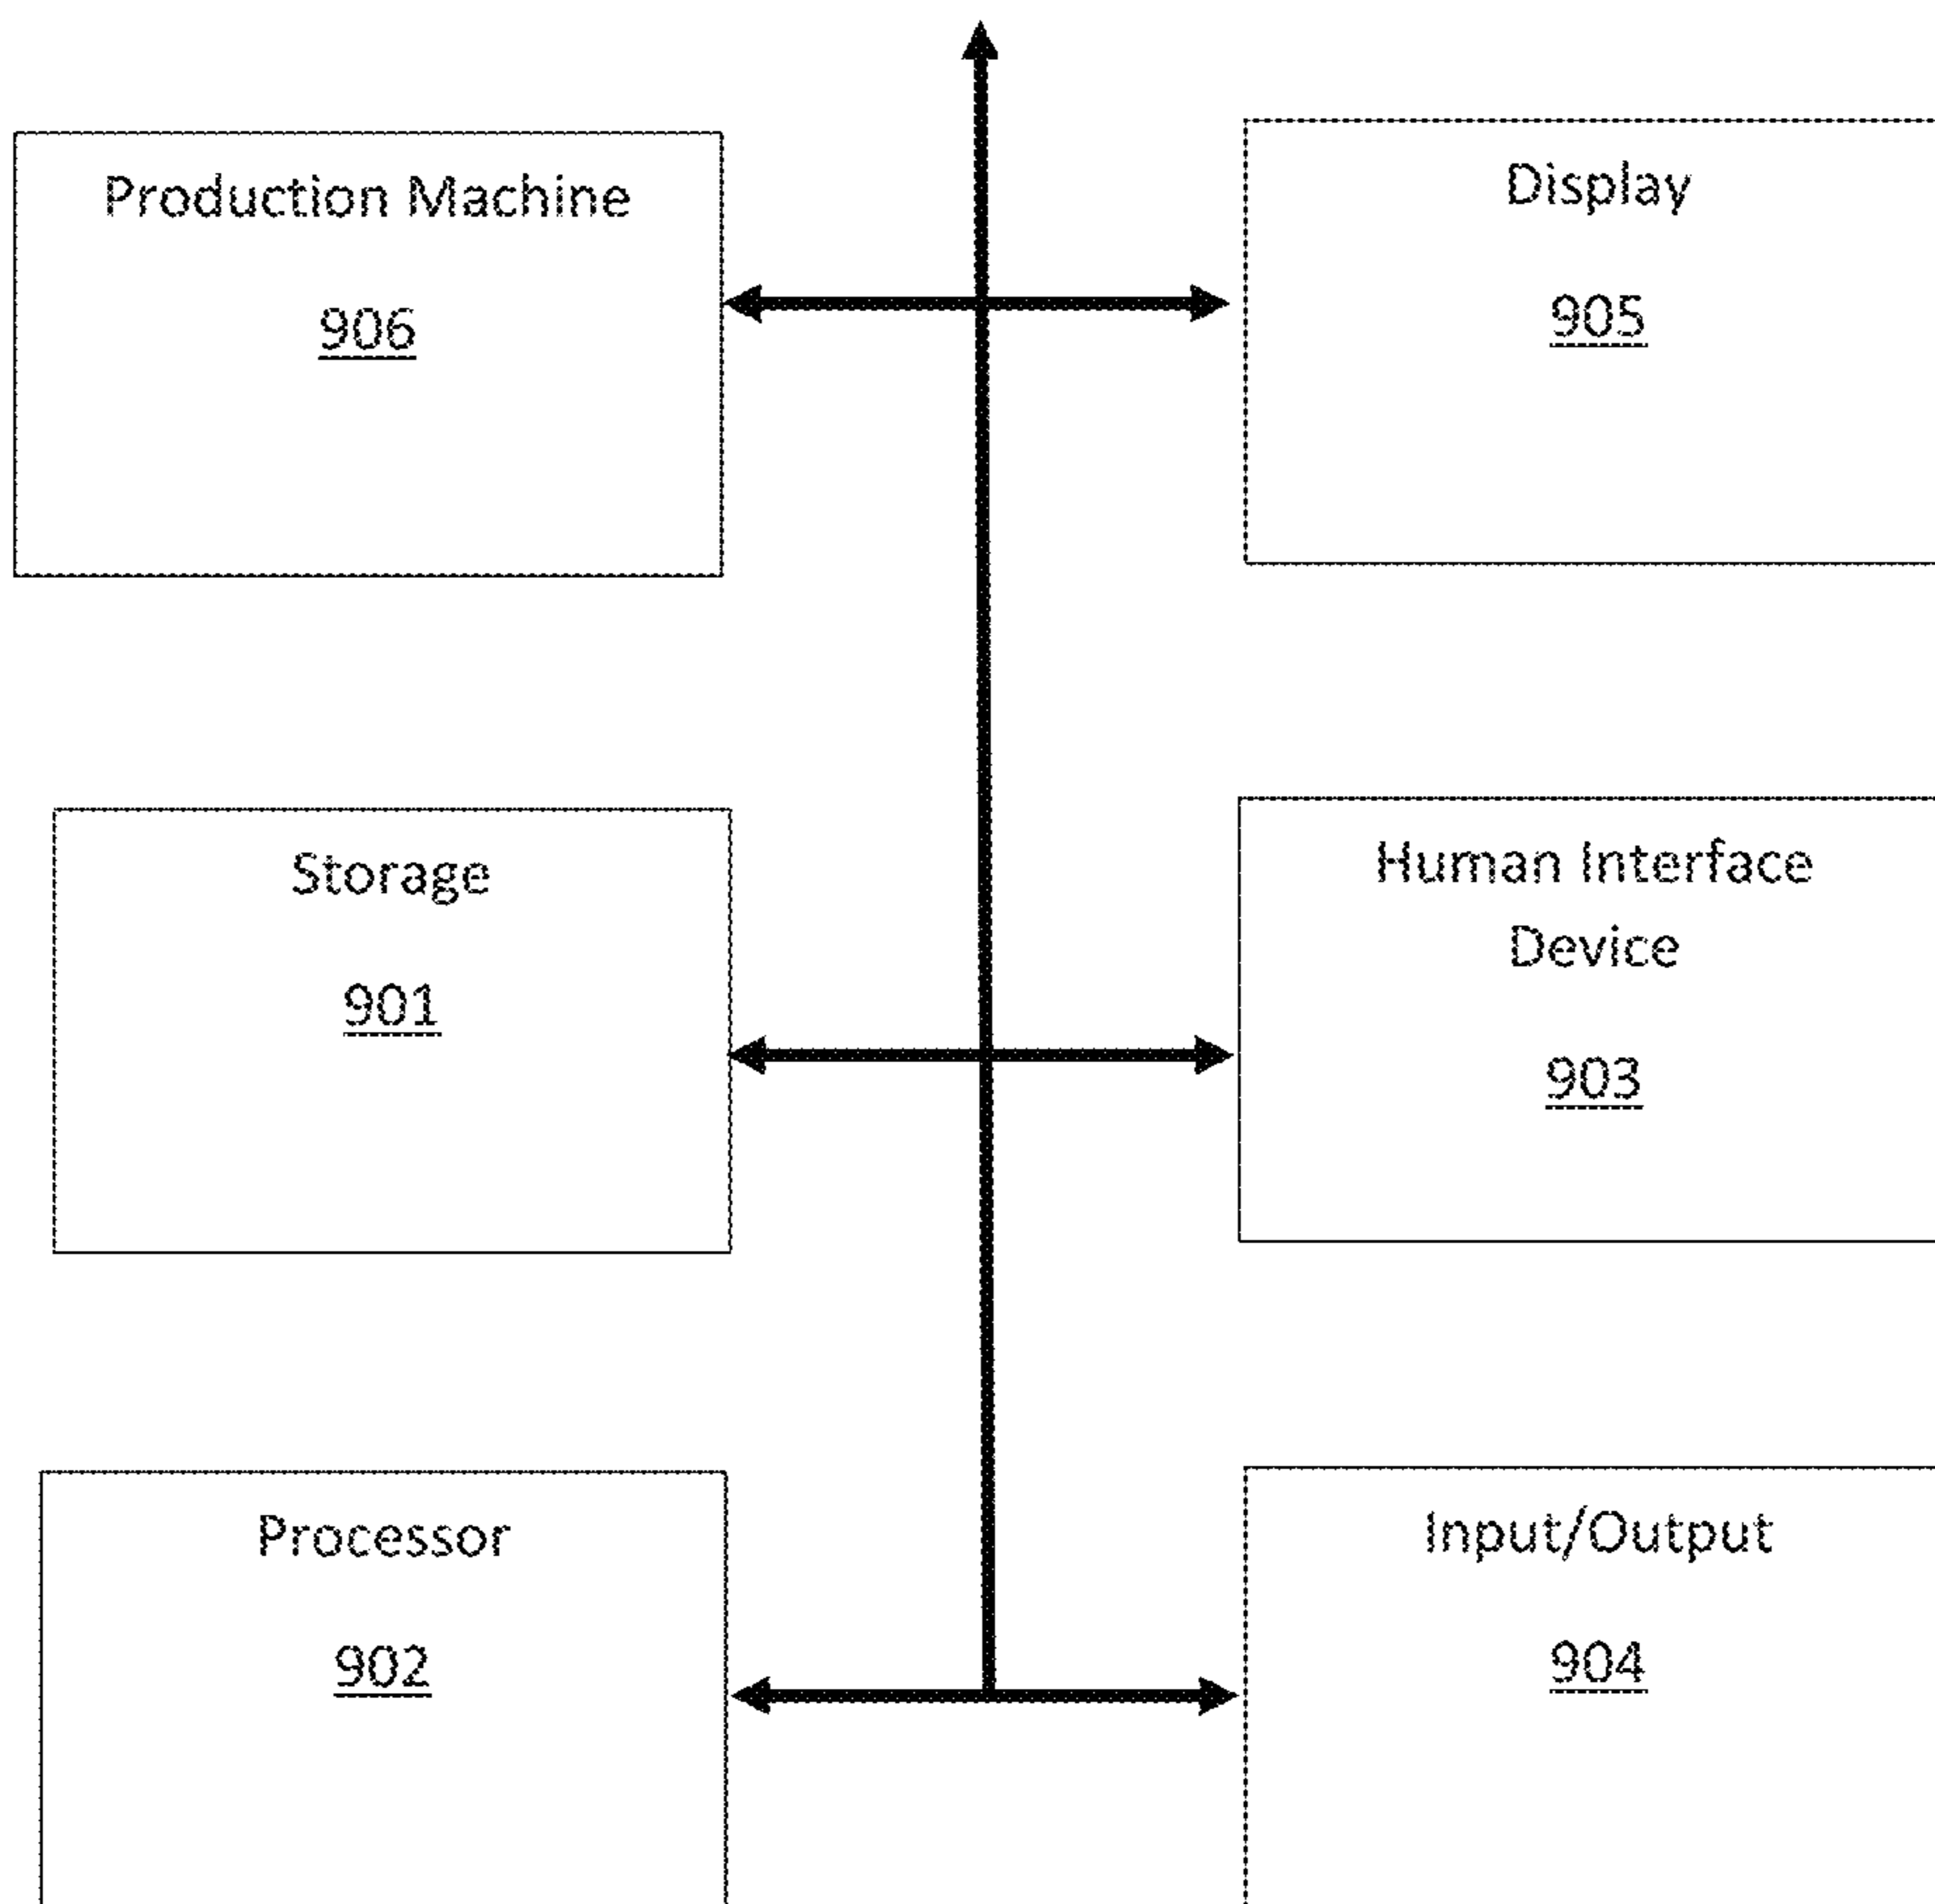 Production Machine
906
Display
905
Storage
901
Human Interface
Device
903
Processor
902
Input/Output
904